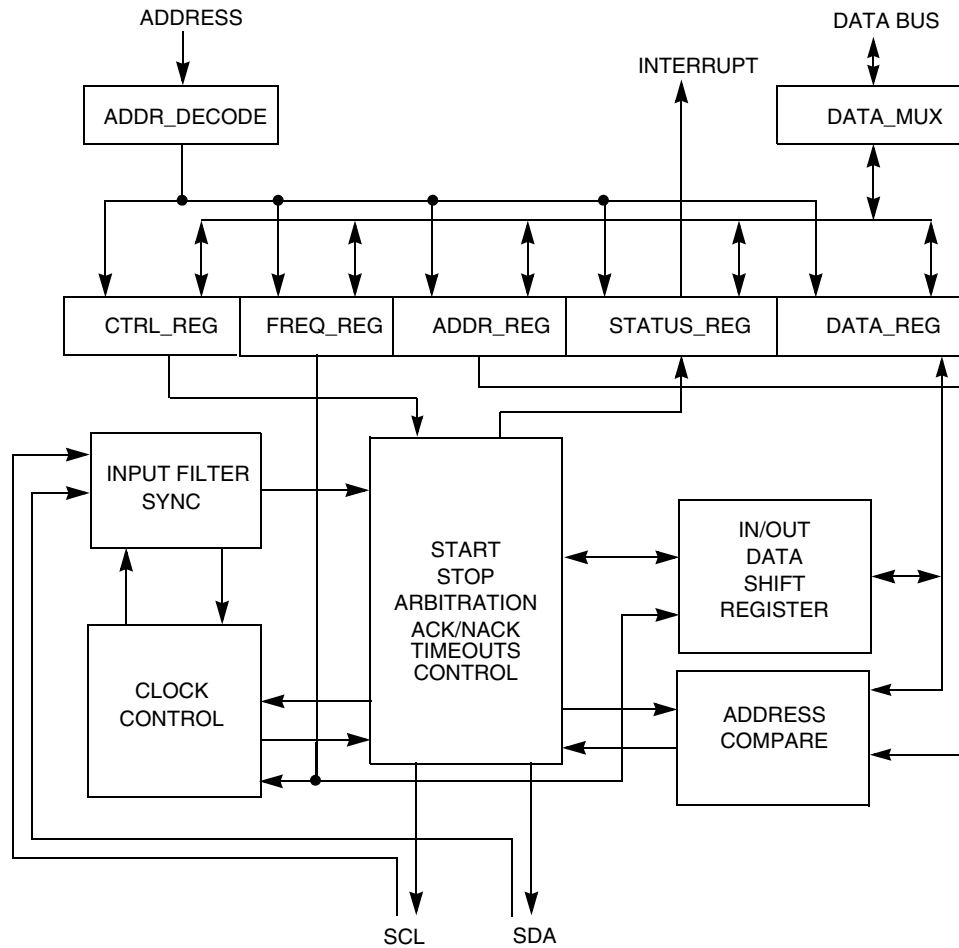 ADDRESS
DATA BUS
INTERRUPT
ADDR_DECODE
DATA_MUX
CTRL_REG
FREQ_REG
ADDR_REG
STATUS_REG
DATA_REG
INPUT FILTER
SYNC
START
STOP
ARBITRATION
ACK/NACK
TIMEOUTS
CONTROL
IN/OUT
DATA
SHIFT
REGISTER
CLOCK
CONTROL
ADDRESS
COMPARE
SCL
SDA